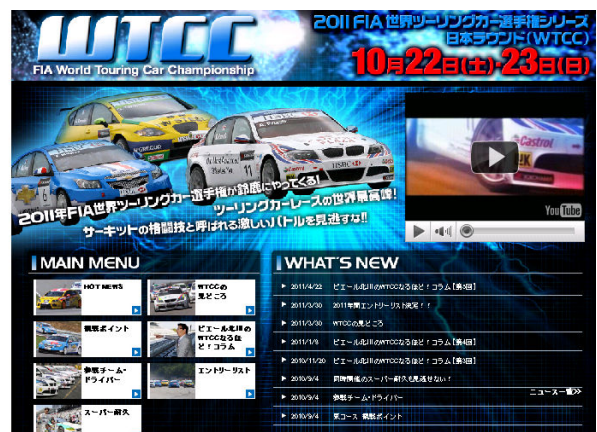 WTCC
FIA World Touring Car Championship
2011 FIA 世界ツーリングカー選手権シリーズ
日本ラウンド(WTCC)
10月22日(土)・23日(日)
2011年FIA世界ツーリングカー選手権が鈴鹿にやってくる!
ツーリングカーレースの世界最高峰!
サーキットの格闘技と呼ばれる激しいバトルを見逃すな!!
Castrol
YOKOHAMA
You Tube
MAIN MENU
HOT NEWS
WTCCの
見どころ
観戦ポイント
ピエール北川の
WTCCなるほ
ど!コラム
参戦チーム・
ドライバー
エントリーリスト
スーパー耐久
WHAT'S NEW
2011/4/22 ピエール北川のWTCCなるほど!コラム【第5回】
2011/3/30 2011年間エントリーリスト決定!!
2011/3/30 WTCCの見どころ
2011/1/8 ピエール北川のWTCCなるほど!コラム【第4回】
2010/11/20 ピエール北川のWTCCなるほど!コラム【第3回】
2010/9/4 同時開催のスーパー耐久も見逃せない!
ニュース一覧>>
2010/9/4 参戦チーム・ドライバー
2010/9/4 東コース 観戦ポイント